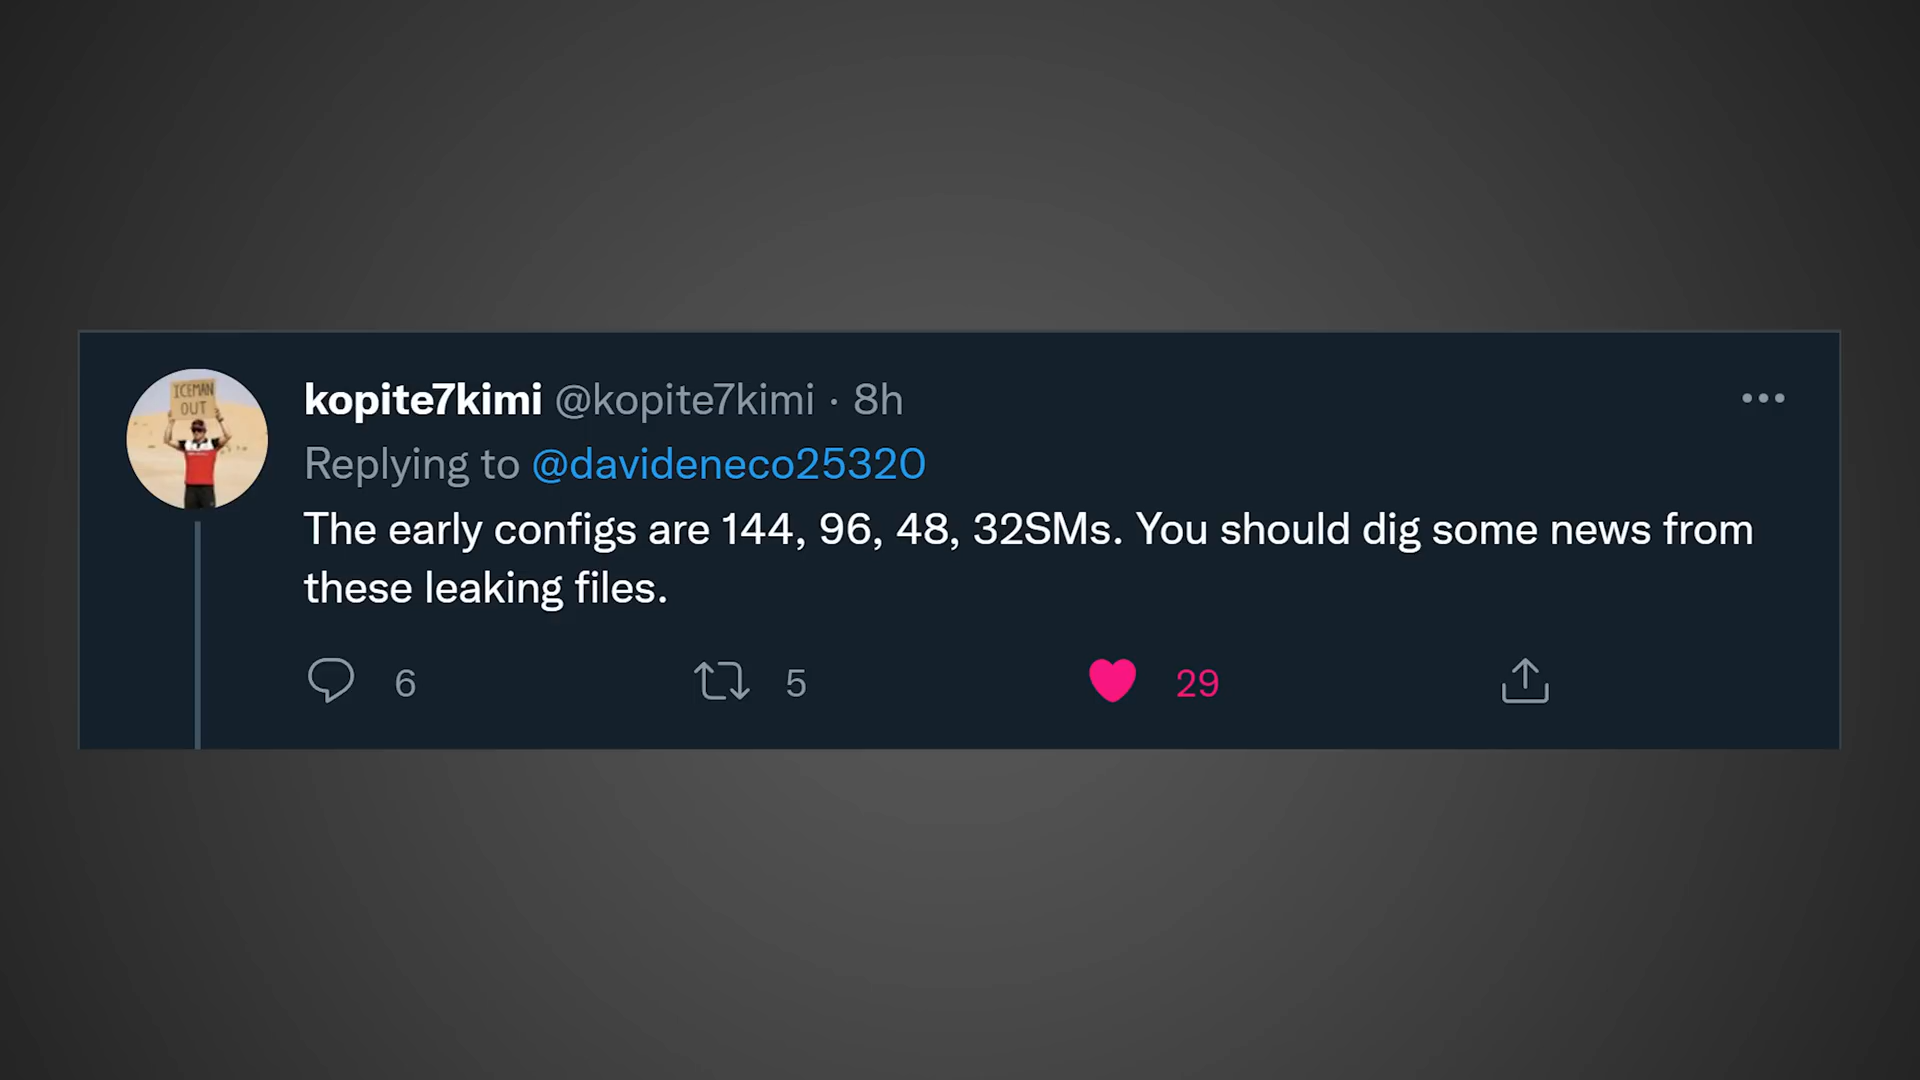 ICEMAN
OUT
kopite7kimi @kopite7kimi · 8h
Replying to @davideneco25320
The early configs are 144, 96, 48, 32SMs. You should dig some news from
these leaking files.
6 5 29